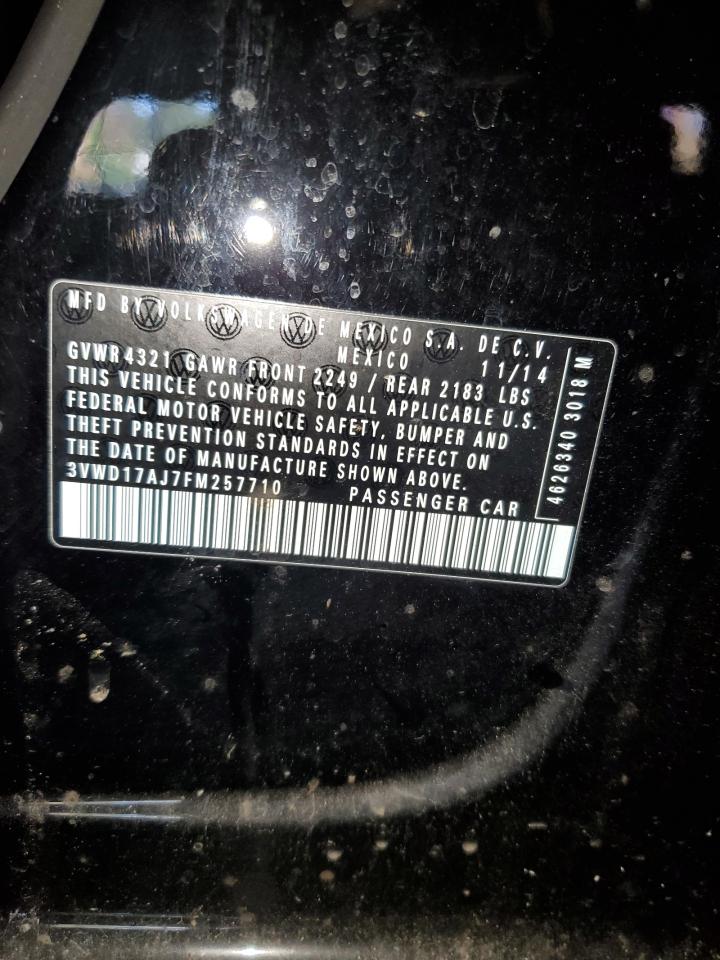 MFD BY VOLKSWAGEN DE MEXICO S.A. DE C.V.
MEXICO 11/14
GVWR 4321 GAWR FRONT 2249 / REAR 2183 LBS
THIS VEHICLE CONFORMS TO ALL APPLICABLE U.S.
FEDERAL MOTOR VEHICLE SAFETY, BUMPER AND
THEFT PREVENTION STANDARDS IN EFFECT ON
THE DATE OF MANUFACTURE SHOWN ABOVE.
3VWD17AJ7FM257710 PASSENGER CAR
4626340 3018 M